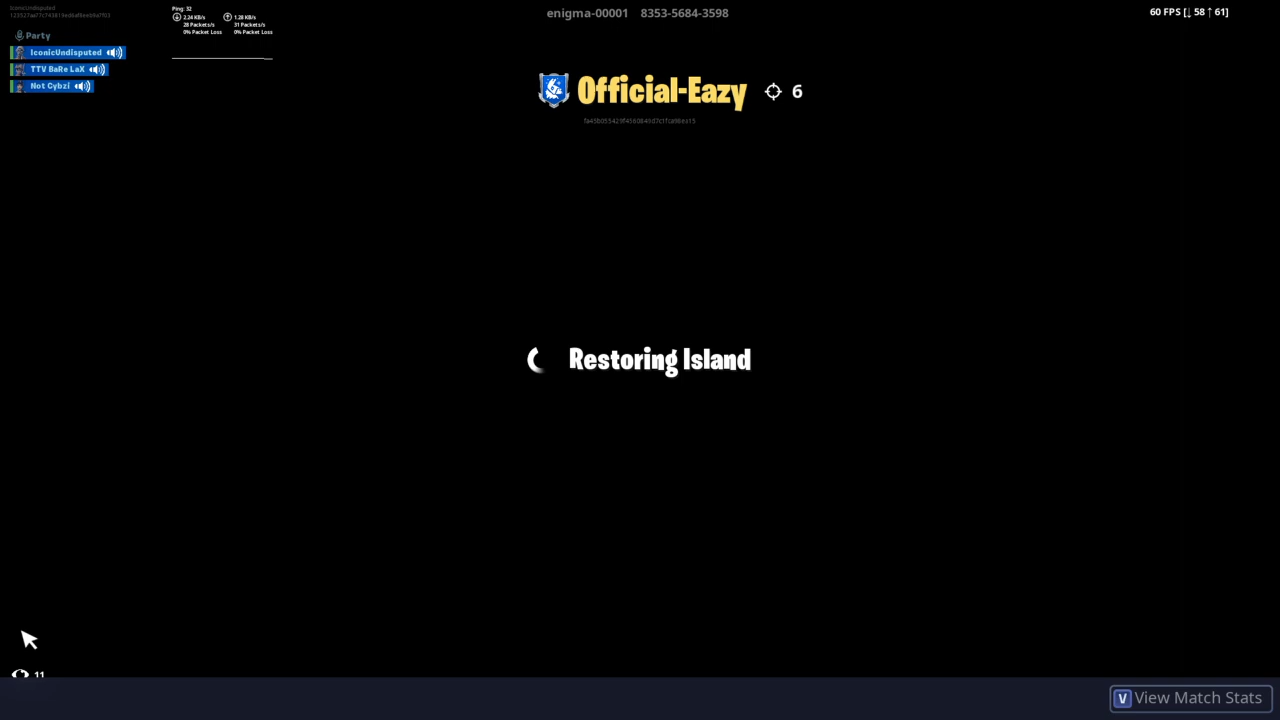 IconicUndisputed
Party
IconicUndisputed
TTV BaRe LaX
Not Cybzi
Ping: 32
2.24 KB/s 1.28 KB/s
28 Packets/s 31 Packets/s
0% Packet Loss 0% Packet Loss
enigma-00001 8353-5684-3598
60 FPS [↓ 58 ↑ 61]
Official-Eazy 6
Restoring Island
11
V View Match Stats